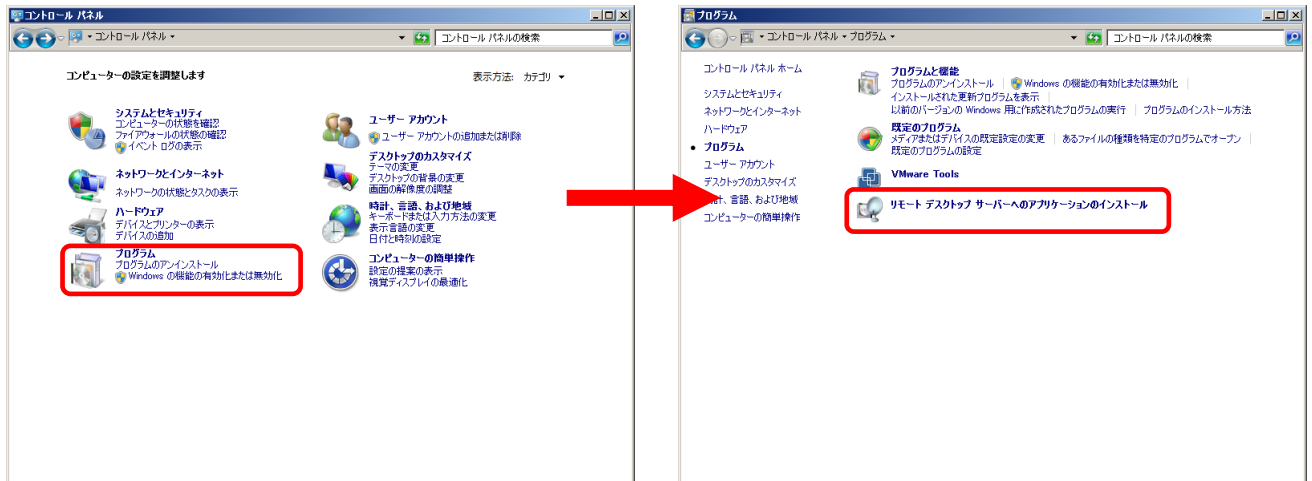 コントロール パネル
コントロール パネル
コントロール パネルの検索
コンピューターの設定を調整します
表示方法: カテゴリ
システムとセキュリティ
コンピューターの状態を確認
ファイアウォールの状態の確認
イベント ログの表示
ネットワークとインターネット
ネットワークの状態とタスクの表示
ハードウェア
デバイスとプリンターの表示
デバイスの追加
プログラム
プログラムのアンインストール
Windows の機能の有効化または無効化
ユーザー アカウント
ユーザー アカウントの追加または削除
デスクトップのカスタマイズ
テーマの変更
デスクトップの背景の変更
画面の解像度の調整
時計、言語、および地域
キーボードまたは入力方法の変更
表示言語の変更
日付と時刻の設定
コンピューターの簡単操作
設定の提案の表示
視覚ディスプレイの最適化
プログラム
コントロール パネル プログラム
コントロール パネルの検索
コントロール パネル ホーム
システムとセキュリティ
ネットワークとインターネット
ハードウェア
プログラム
ユーザー アカウント
デスクトップのカスタマイズ
時計、言語、および地域
コンピューターの簡単操作
プログラムと機能
プログラムのアンインストール Windows の機能の有効化または無効化
インストールされた更新プログラムを表示
以前のバージョンの Windows 用に作成されたプログラムの実行 プログラムのインストール方法
既定のプログラム
メディアまたはデバイスの既定設定の変更 あるファイルの種類を特定のプログラムでオープン
既定のプログラムの設定
VMware Tools
リモート デスクトップ サーバーへのアプリケーションのインストール